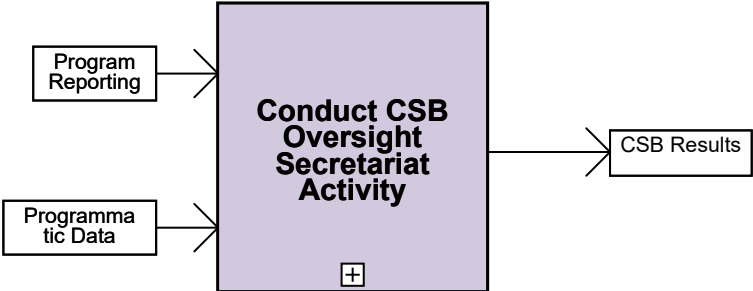 Program
Reporting
Conduct CSB
Oversight
Secretariat
Activity
CSB Results
Programma
tic Data